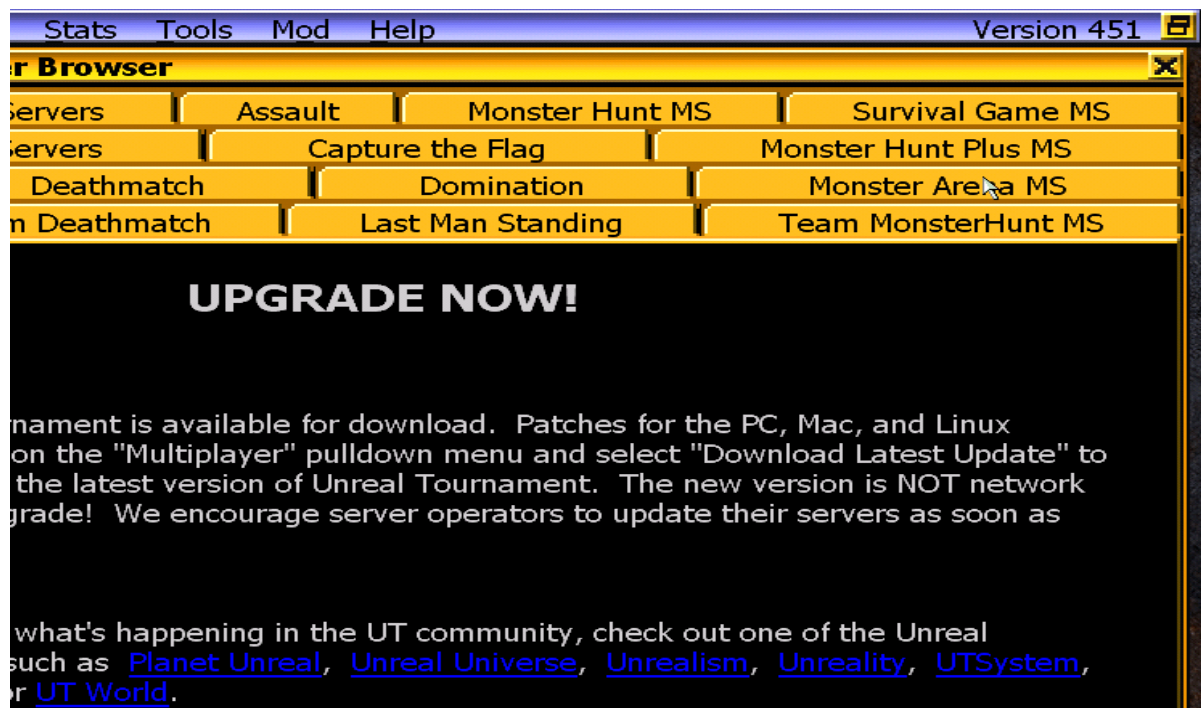 Stats Tools Mod Help Version 451
r Browser
Servers Assault Monster Hunt MS Survival Game MS
Servers Capture the Flag Monster Hunt Plus MS
Deathmatch Domination Monster Arena MS
m Deathmatch Last Man Standing Team MonsterHunt MS
UPGRADE NOW!
rnament is available for download. Patches for the PC, Mac, and Linux
on the "Multiplayer" pulldown menu and select "Download Latest Update" to
the latest version of Unreal Tournament. The new version is NOT network
grade! We encourage server operators to update their servers as soon as
what's happening in the UT community, check out one of the Unreal
such as Planet Unreal, Unreal Universe, Unrealism, Unreality, UTSystem,
or UT World.